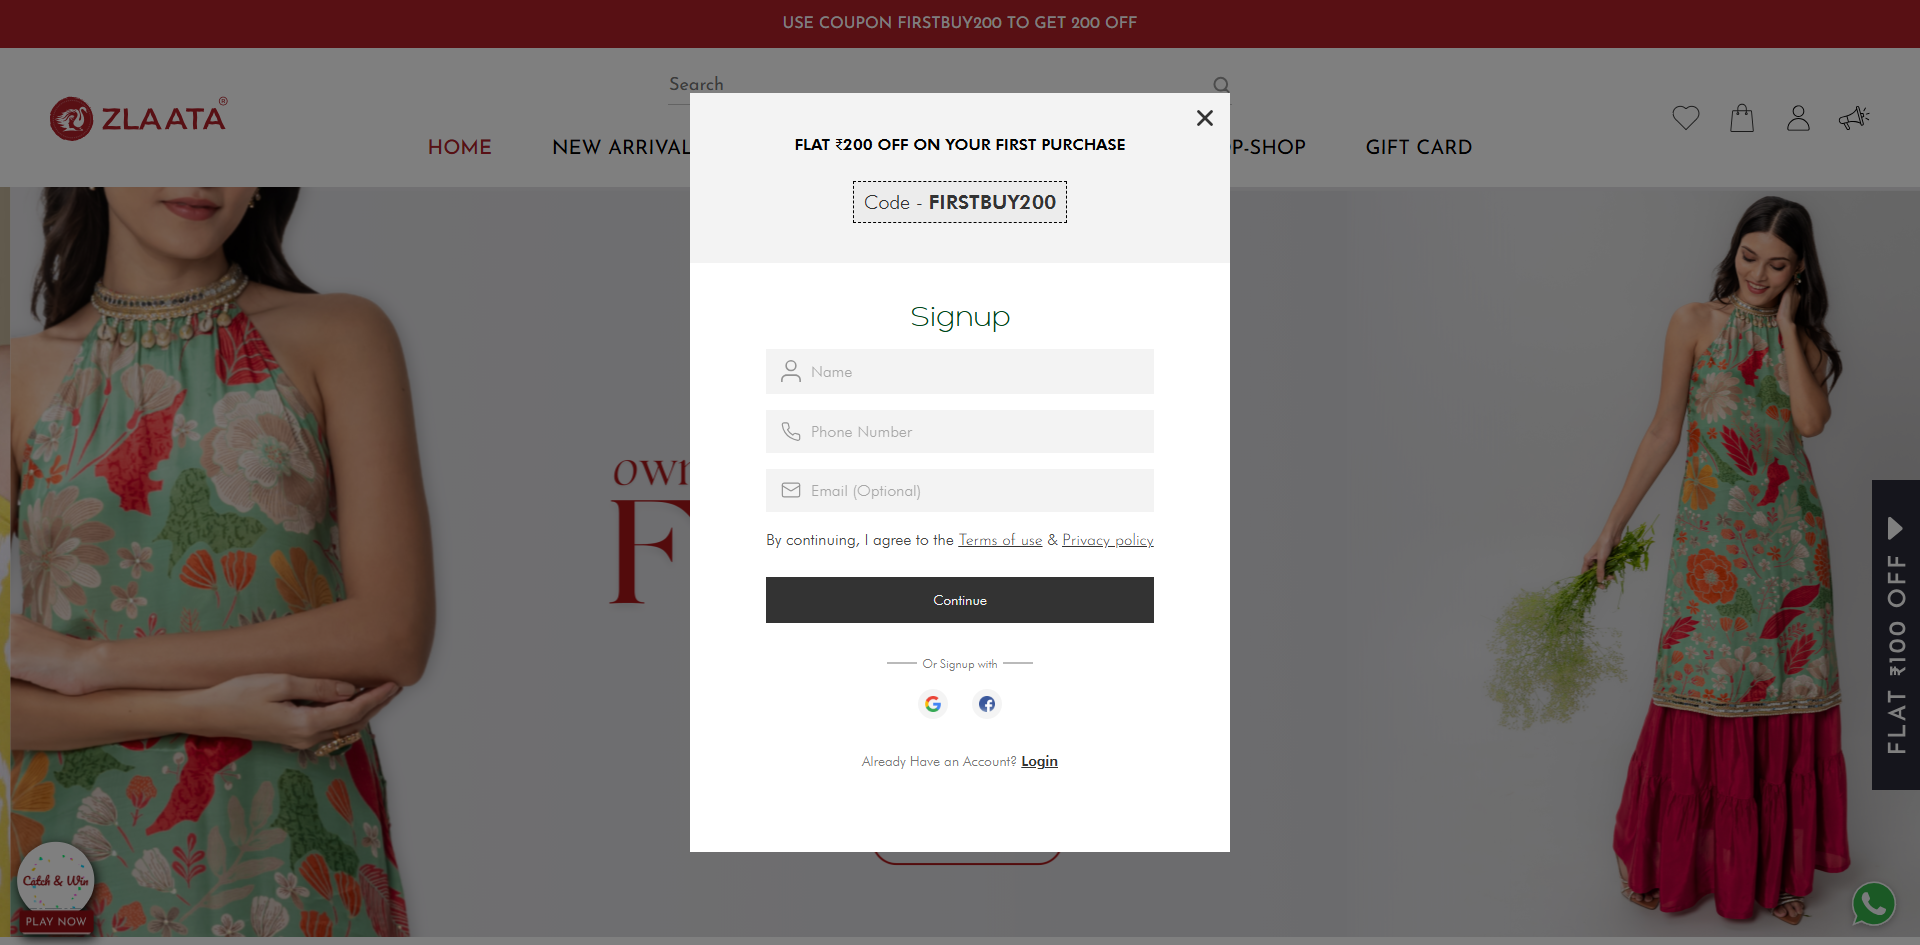 USE COUPON FIRSTBUY200 TO GET 200 OFF
ZLAATA®
Search
HOME
NEW ARRIVAL
P-SHOP
GIFT CARD
FLAT ₹200 OFF ON YOUR FIRST PURCHASE
Code - FIRSTBUY200
Signup
Name
Phone Number
Email (Optional)
By continuing, I agree to the Terms of use & Privacy policy
Continue
Or Signup with
Already Have an Account? Login
own
F
FLAT ₹100 OFF
Catch & Win
PLAY NOW